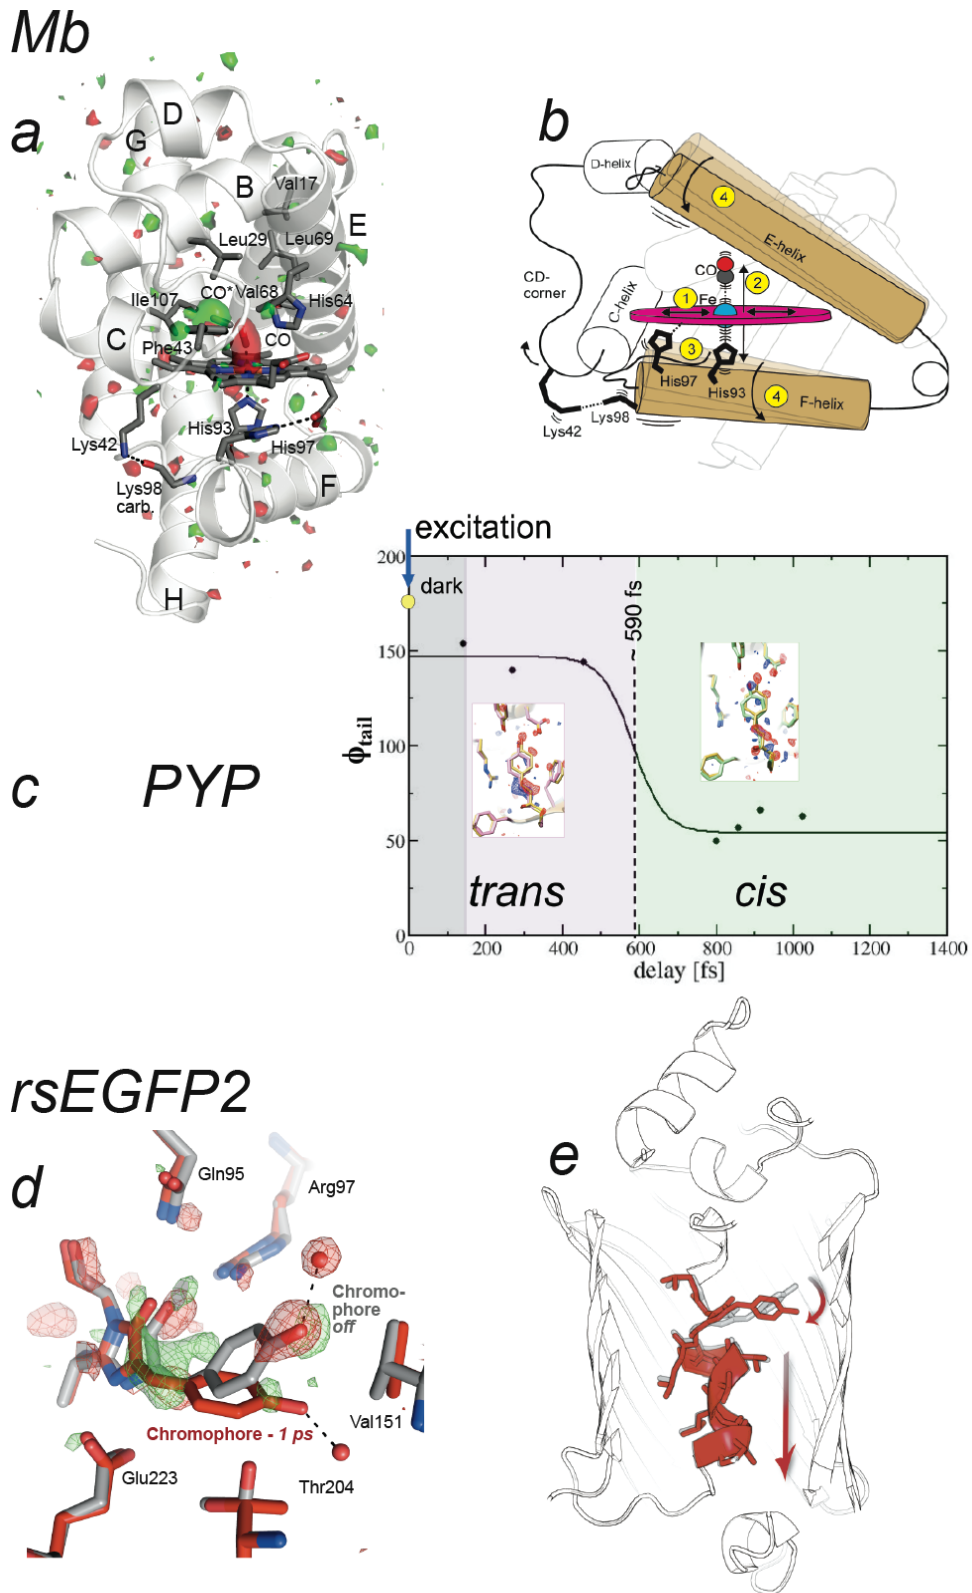 Mb
a
D
G
B
Val17
E
Leu29
Leu69
CO*
Val68
Ile107
His64
C
CO
Phe43
His93
Lys42
His97
Lys98
carb.
F
H
b
D-helix
4
E-helix
CO
2
CD-
corner
C-helix
1
Fe
3
His97
His93
4
F-helix
Lys42
Lys98
excitation
200
dark
590 fs
150
ϕtail
100
50
0
trans
cis
0
200
400
600
800
1000
1200
1400
delay [fs]
c
PYP
rsEGFP2
d
Gln95
Arg97
Chromo-
phore
off
Val151
Chromophore - 1 ps
Glu223
Thr204
e